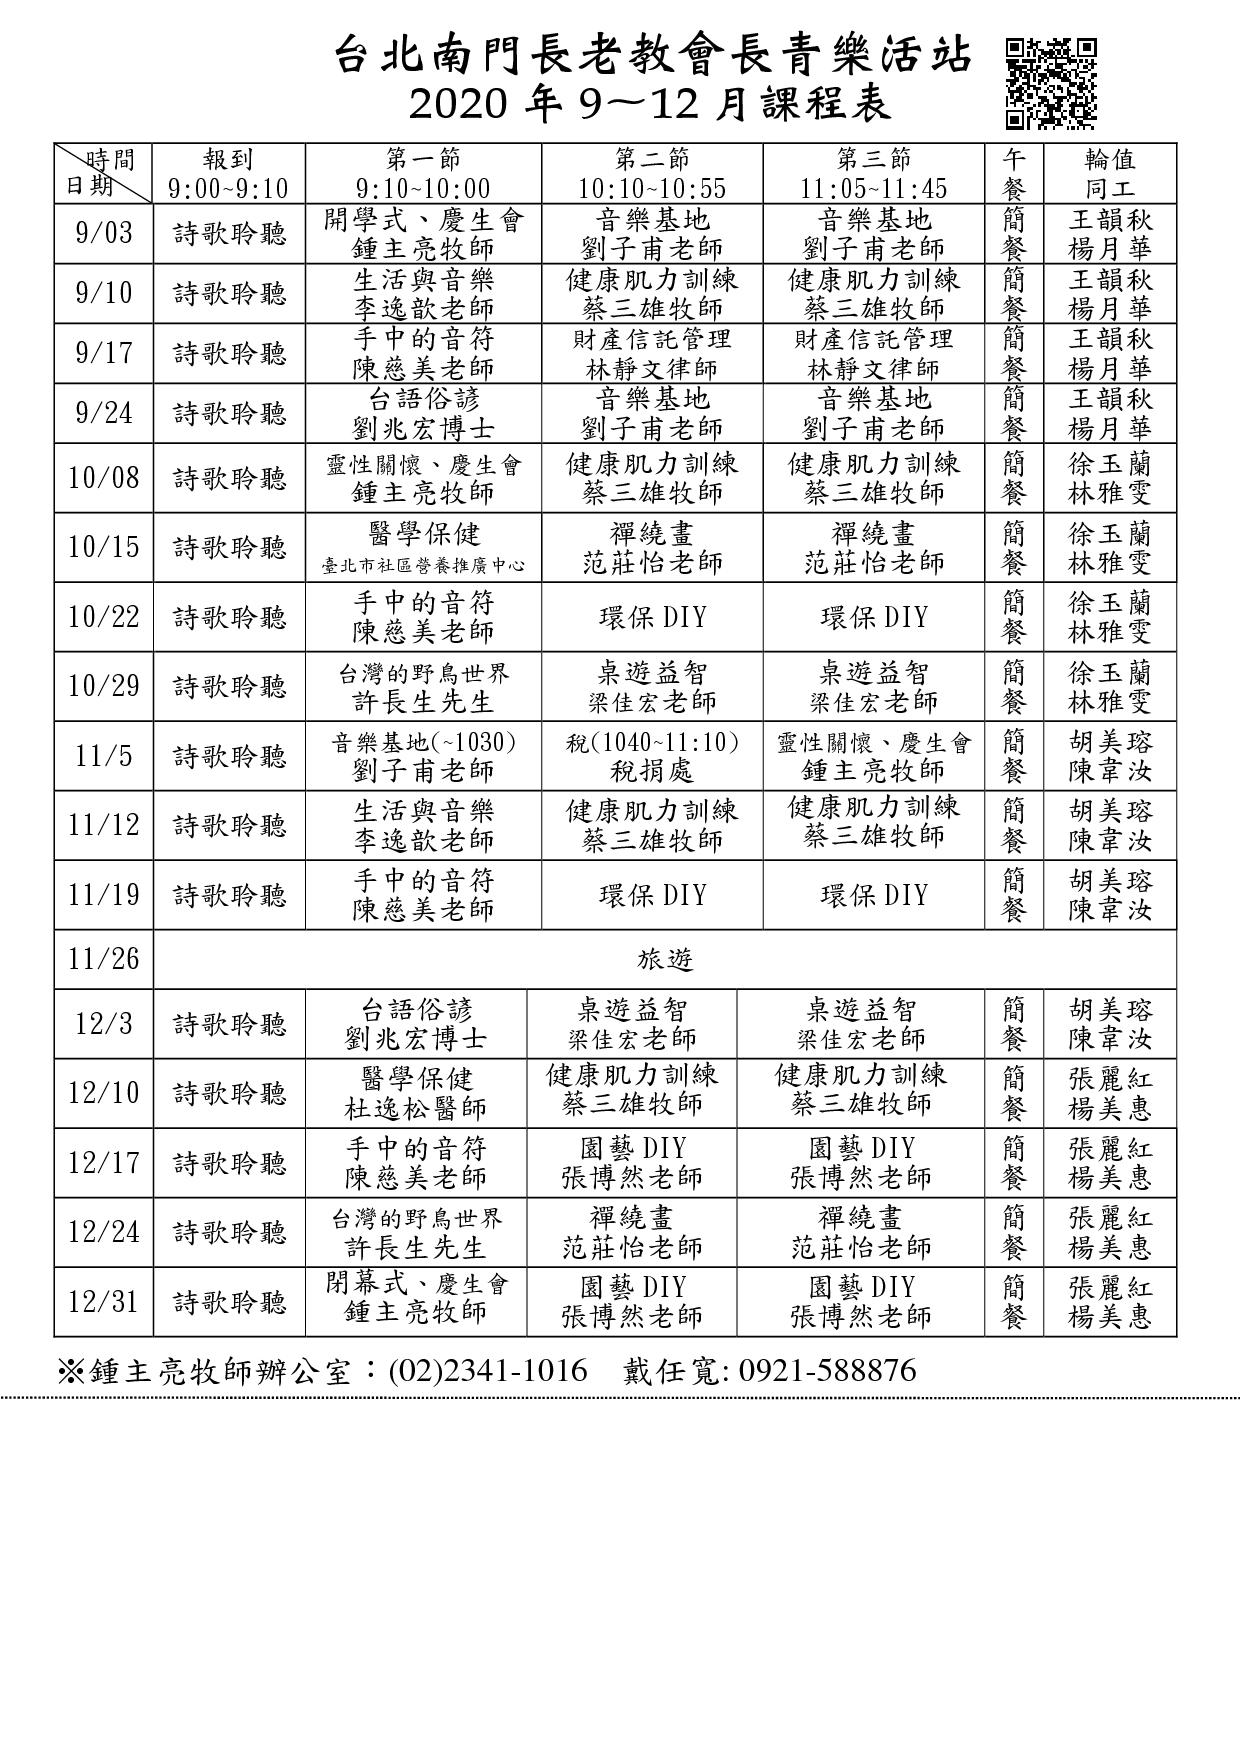 台北南門長老教會長青樂活站
2020 年 9～12 月課程表
時間 報到 第一節 第二節 第三節 午 輪值
日期 9:00~9:10 9:10~10:00 10:10~10:55 11:05~11:45 餐 同工
開學式、慶生會 音樂基地 音樂基地 簡 王韻秋
9/03 詩歌聆聽
鍾主亮牧師 劉子甫老師 劉子甫老師 餐 楊月華
生活與音樂 健康肌力訓練 健康肌力訓練 簡 王韻秋
9/10 詩歌聆聽
李逸歆老師 蔡三雄牧師 蔡三雄牧師 餐 楊月華
手中的音符 財產信託管理 財產信託管理 簡 王韻秋
9/17 詩歌聆聽
陳慈美老師 林靜文律師 林靜文律師 餐 楊月華
台語俗諺 音樂基地 音樂基地 簡 王韻秋
9/24 詩歌聆聽
劉兆宏博士 劉子甫老師 劉子甫老師 餐 楊月華
靈性關懷、慶生會 健康肌力訓練 健康肌力訓練 簡 徐玉蘭
10/08 詩歌聆聽
鍾主亮牧師 蔡三雄牧師 蔡三雄牧師 餐 林雅雯
醫學保健 禪繞畫 禪繞畫 簡 徐玉蘭
10/15 詩歌聆聽
臺北市社區營養推廣中心 范莊怡老師 范莊怡老師 餐 林雅雯
手中的音符 簡 徐玉蘭
10/22 詩歌聆聽 環保 DIY 環保 DIY
陳慈美老師 餐 林雅雯
台灣的野鳥世界 桌遊益智 桌遊益智 簡 徐玉蘭
10/29 詩歌聆聽
許長生先生 梁佳宏老師 梁佳宏老師 餐 林雅雯
音樂基地(~1030) 稅(1040~11:10) 靈性關懷、慶生會 簡 胡美瑢
11/5 詩歌聆聽
劉子甫老師 稅捐處 鍾主亮牧師 餐 陳韋汝
生活與音樂 健康肌力訓練 健康肌力訓練 簡 胡美瑢
11/12 詩歌聆聽
李逸歆老師 蔡三雄牧師 蔡三雄牧師 餐 陳韋汝
手中的音符 簡 胡美瑢
11/19 詩歌聆聽 環保 DIY 環保 DIY
陳慈美老師 餐 陳韋汝
11/26 旅遊
台語俗諺 桌遊益智 桌遊益智 簡 胡美瑢
12/3 詩歌聆聽
劉兆宏博士 梁佳宏老師 梁佳宏老師 餐 陳韋汝
醫學保健 健康肌力訓練 健康肌力訓練 簡 張麗紅
12/10 詩歌聆聽
杜逸松醫師 蔡三雄牧師 蔡三雄牧師 餐 楊美惠
手中的音符 園藝 DIY 園藝 DIY 簡 張麗紅
12/17 詩歌聆聽
陳慈美老師 張博然老師 張博然老師 餐 楊美惠
台灣的野鳥世界 禪繞畫 禪繞畫 簡 張麗紅
12/24 詩歌聆聽
許長生先生 范莊怡老師 范莊怡老師 餐 楊美惠
閉幕式、慶生會 園藝 DIY 園藝 DIY 簡 張麗紅
12/31 詩歌聆聽
鍾主亮牧師 張博然老師 張博然老師 餐 楊美惠
※鍾主亮牧師辦公室：(02)2341-1016 戴任寬: 0921-588876